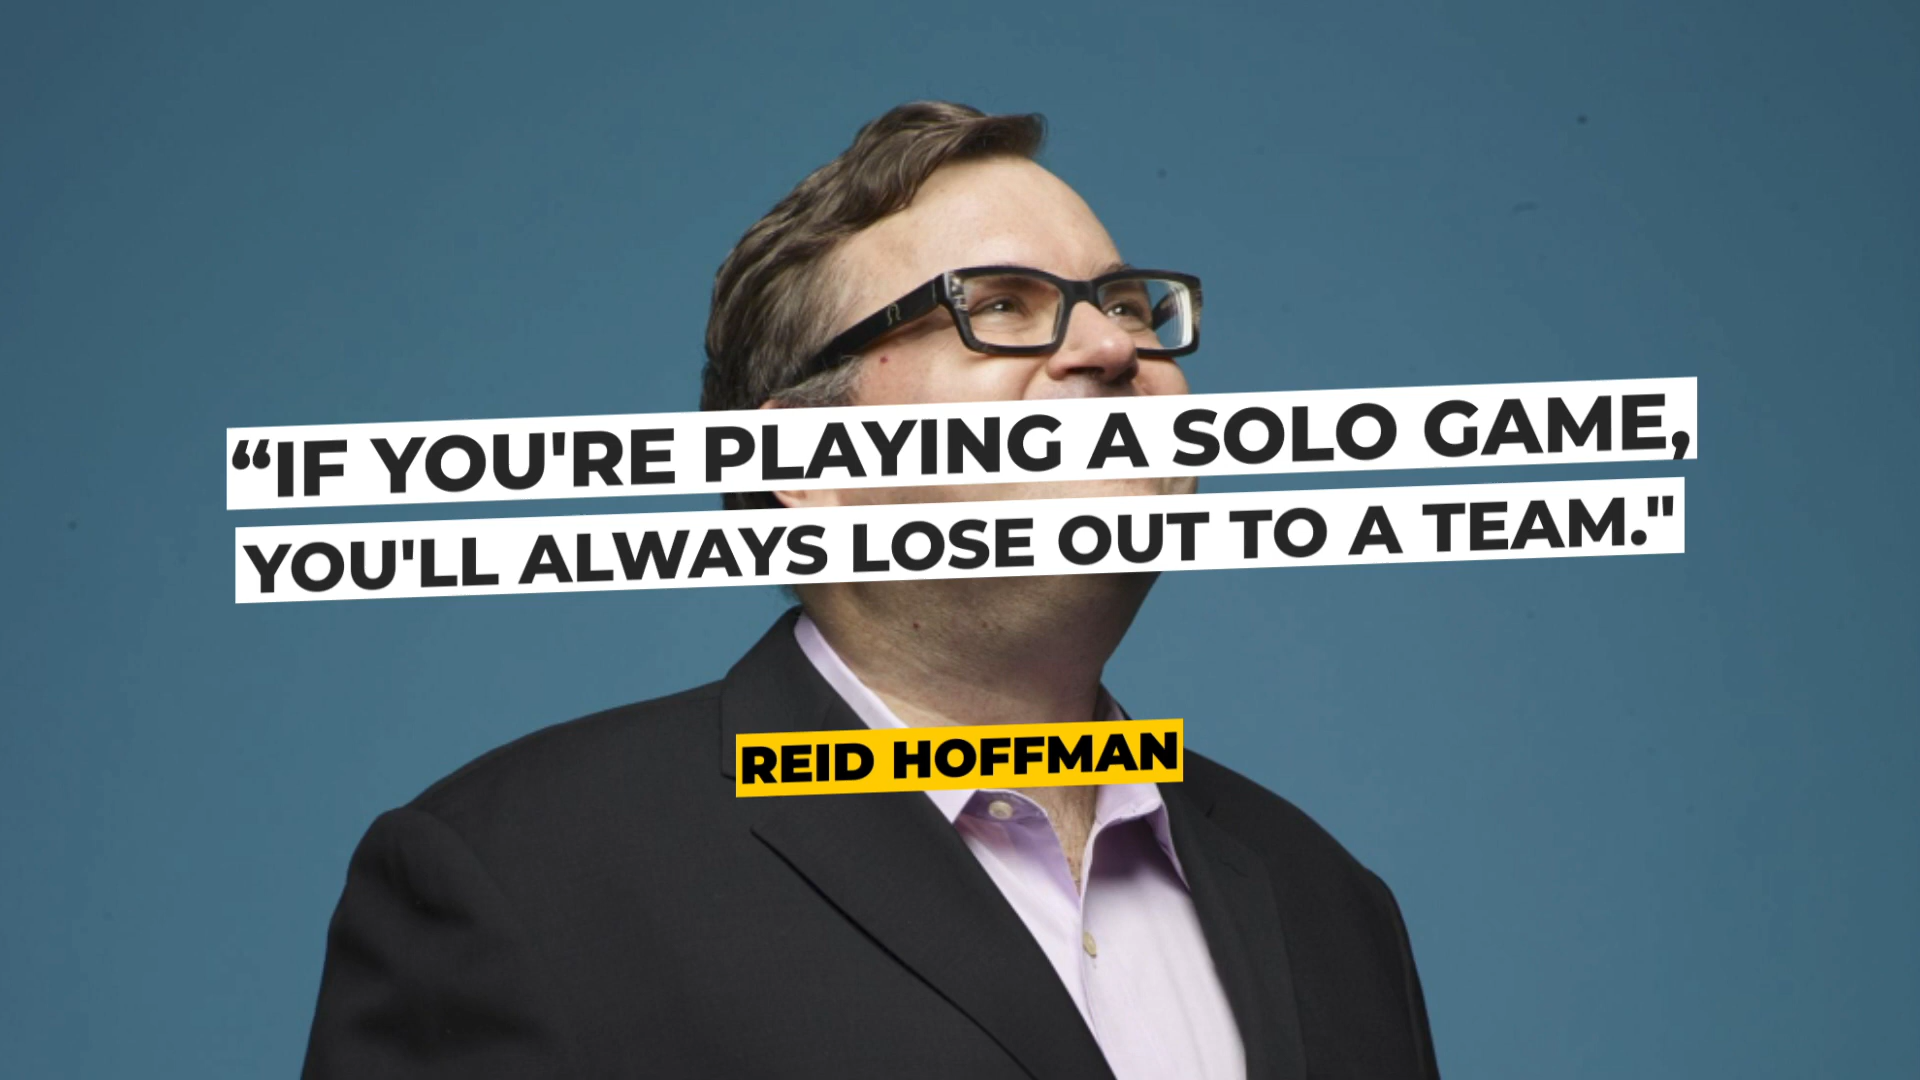 “IF YOU'RE PLAYING A SOLO GAME,
YOU'LL ALWAYS LOSE OUT TO A TEAM."
REID HOFFMAN